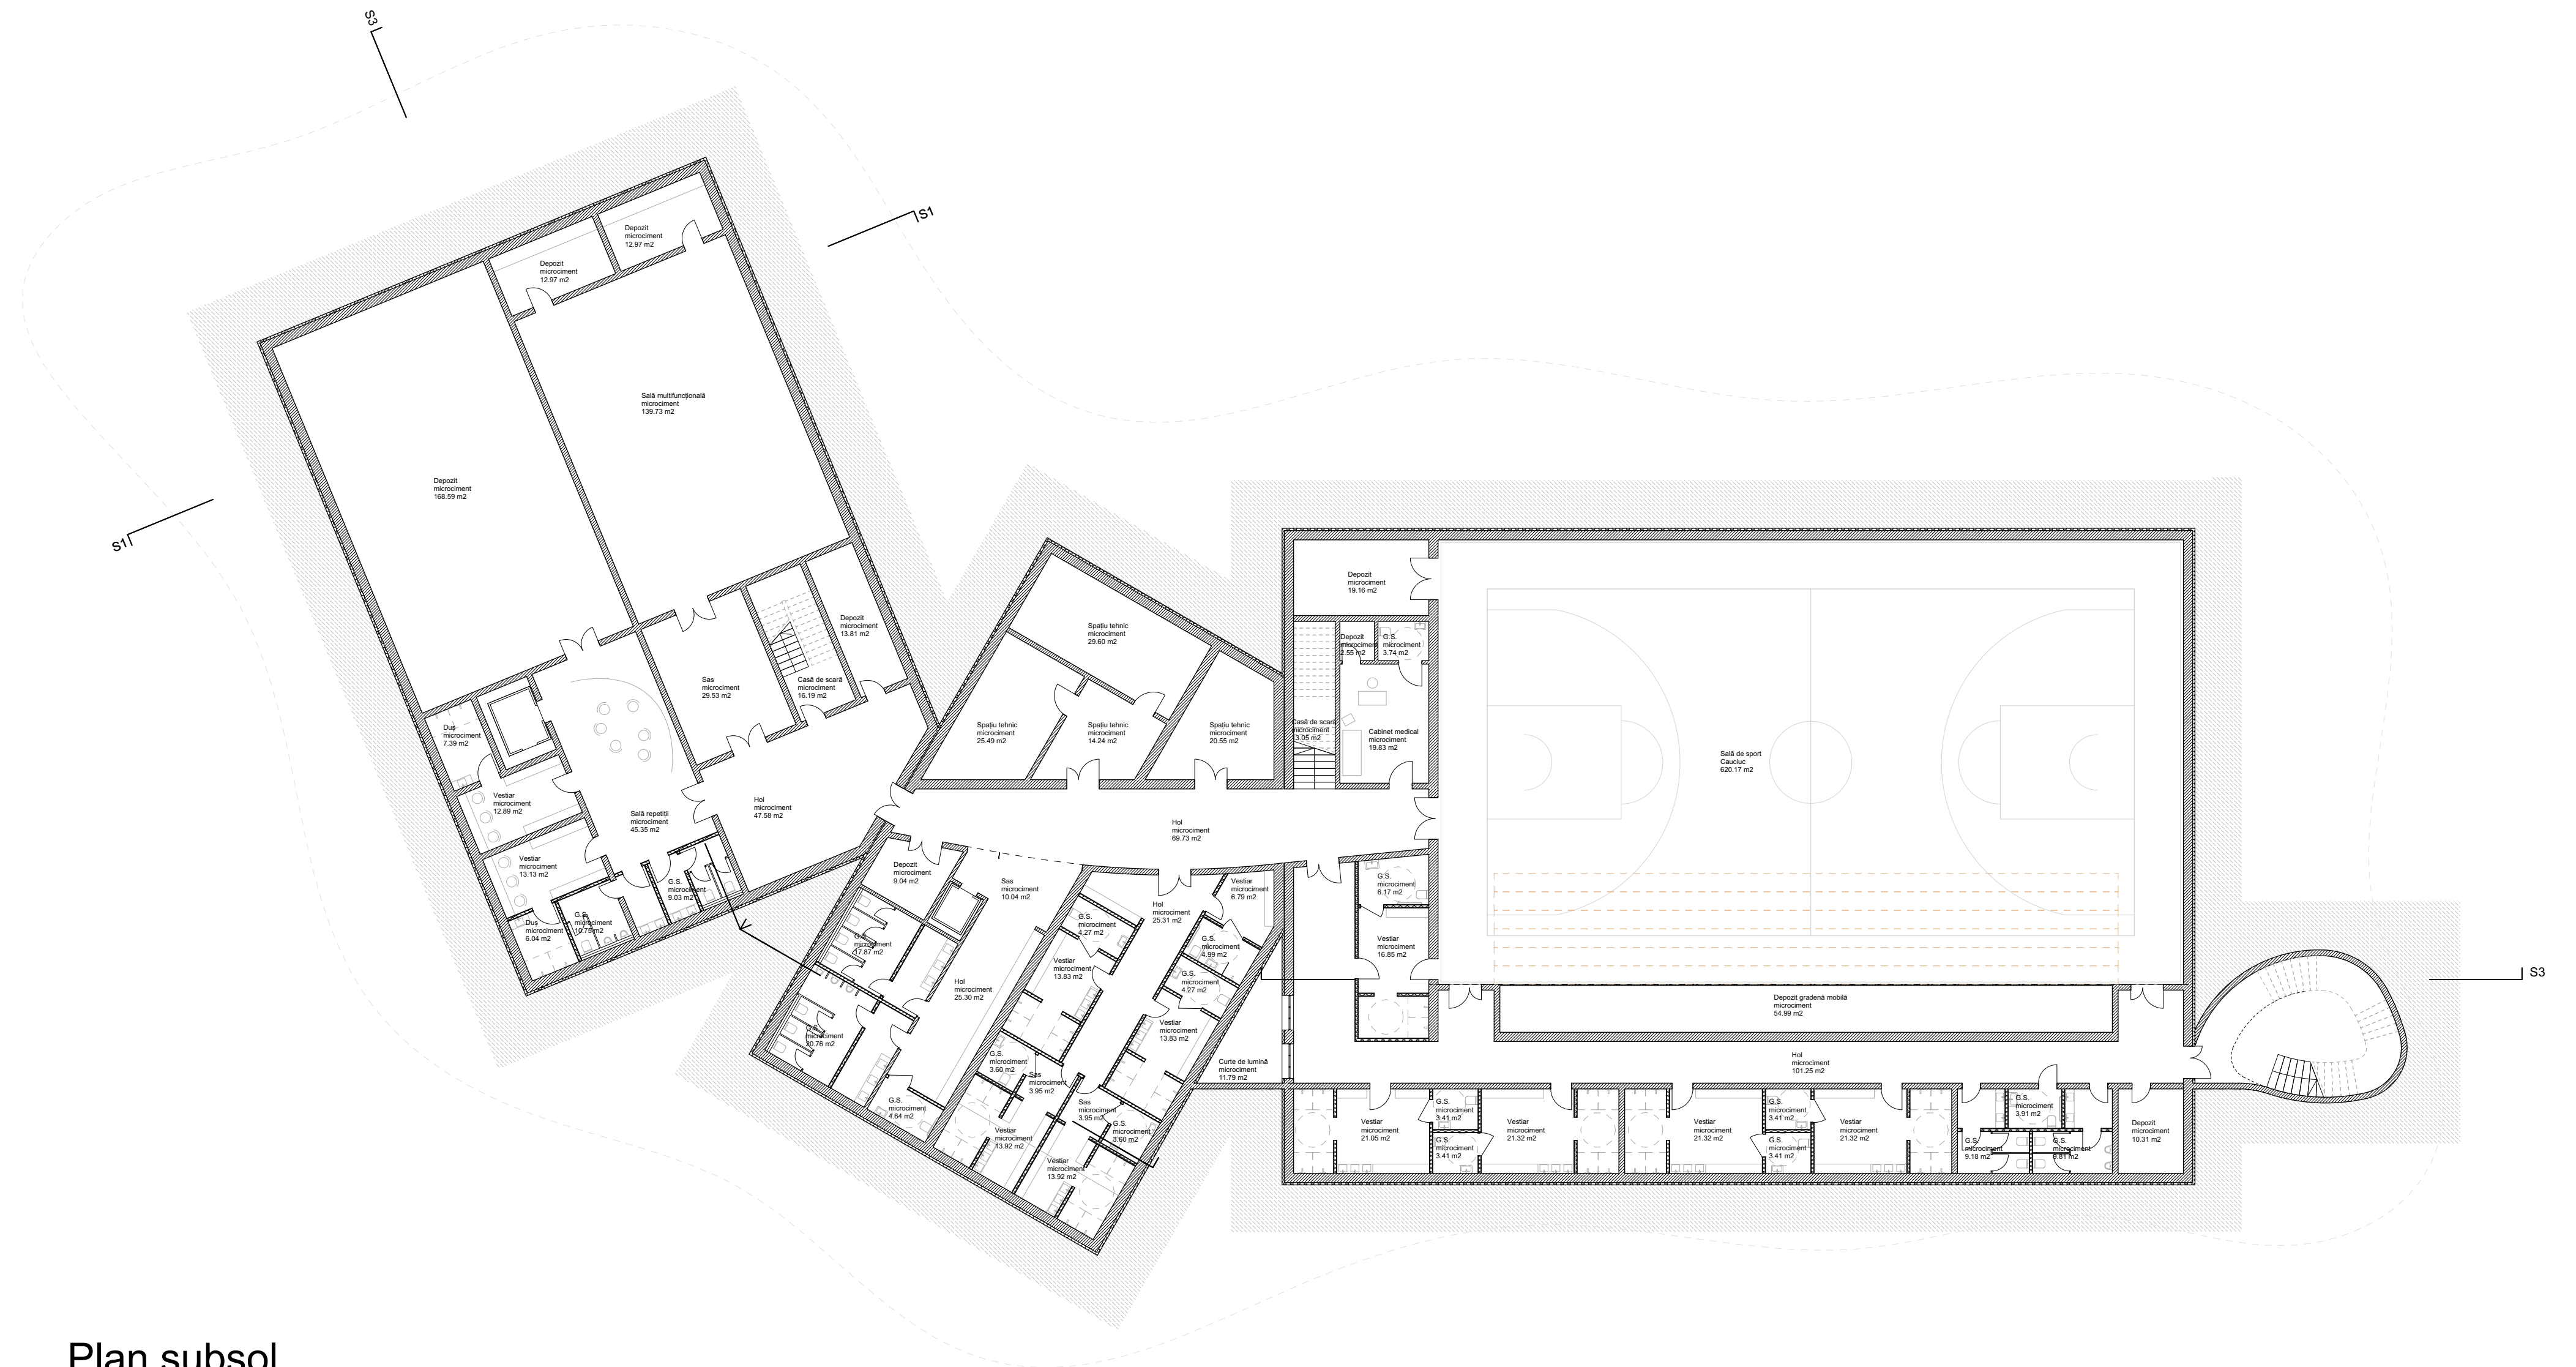 S3
S1
Depozit
microciment
12.97 m2
Depozit
microciment
12.97 m2
Sală multifuncțională
microciment
139.73 m2
Depozit
microciment
168.59 m2
S1
Depozit
microciment
19.16 m2
Depozit
microciment
13.81 m2
Spațiu tehnic
microciment
29.60 m2
Depozit
microciment
2.55 m2
G.S.
microciment
3.74 m2
Sas
microciment
29.53 m2
Casă de scară
microciment
16.19 m2
Duș
microciment
7.39 m2
Spațiu tehnic
microciment
25.49 m2
Spațiu tehnic
microciment
14.24 m2
Spațiu tehnic
microciment
20.55 m2
Casă de scară
microciment
13.05 m2
Cabinet medical
microciment
19.83 m2
Sală de sport
Cauciuc
620.17 m2
Vestiar
microciment
12.89 m2
Hol
microciment
47.58 m2
Sală repetiții
microciment
45.35 m2
Hol
microciment
69.73 m2
Vestiar
microciment
13.13 m2
Depozit
microciment
9.04 m2
G.S.
microciment
9.03 m2
Sas
microciment
10.04 m2
Vestiar
microciment
6.79 m2
G.S.
microciment
6.17 m2
Duș
microciment
6.04 m2
G.S.
microciment
10.75 m2
Hol
microciment
25.31 m2
G.S.
microciment
4.27 m2
G.S.
microciment
17.87 m2
G.S.
microciment
4.99 m2
Vestiar
microciment
16.85 m2
Vestiar
microciment
13.83 m2
G.S.
microciment
4.27 m2
S3
Hol
microciment
25.30 m2
Depozit gradenă mobilă
microciment
54.99 m2
G.S.
microciment
20.76 m2
Vestiar
microciment
13.83 m2
G.S.
microciment
3.60 m2
Curte de lumină
microciment
11.79 m2
Hol
microciment
101.25 m2
Sas
microciment
3.95 m2
G.S.
microciment
4.64 m2
Sas
microciment
3.95 m2
G.S.
microciment
3.60 m2
Vestiar
microciment
13.92 m2
Vestiar
microciment
13.92 m2
Vestiar
microciment
21.05 m2
G.S.
microciment
3.41 m2
G.S.
microciment
3.41 m2
Vestiar
microciment
21.32 m2
Vestiar
microciment
21.32 m2
G.S.
microciment
3.41 m2
G.S.
microciment
3.41 m2
Vestiar
microciment
21.32 m2
G.S.
microciment
9.18 m2
G.S.
microciment
3.91 m2
G.S.
microciment
9.81 m2
Depozit
microciment
10.31 m2
Plan subsol